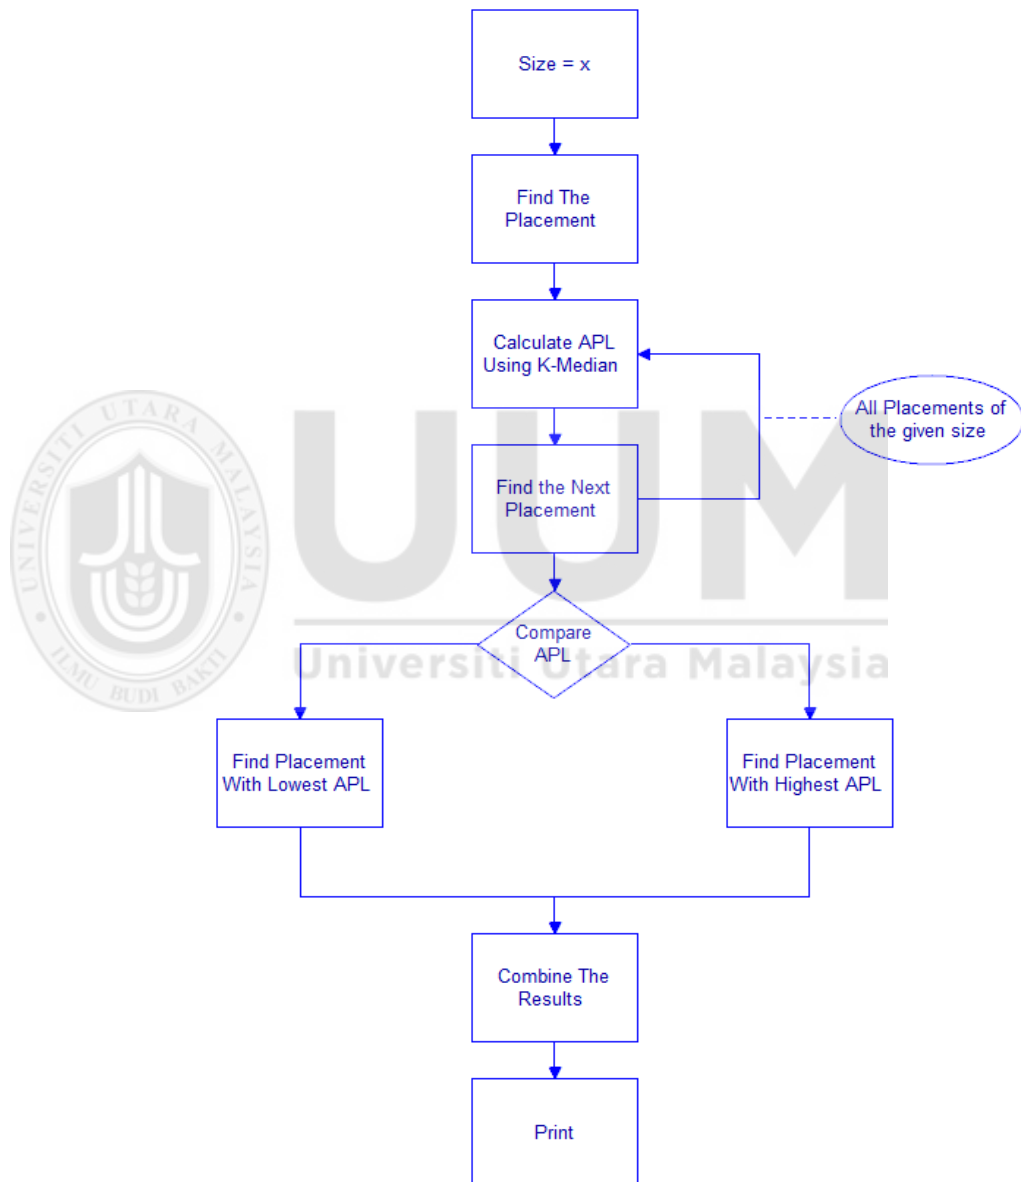 Size = x
Find The
Placement
Calculate APL
Using K-Median
All Placements of
the given size
UNIVERSITI UTARA MALAYSIA
UUM
Find the Next
Placement
Compare
APL
Universiti Utara Malaysia
ILMU BUDI BAKTI
Find Placement
With Lowest APL
Find Placement
With Highest APL
Combine The
Results
Print